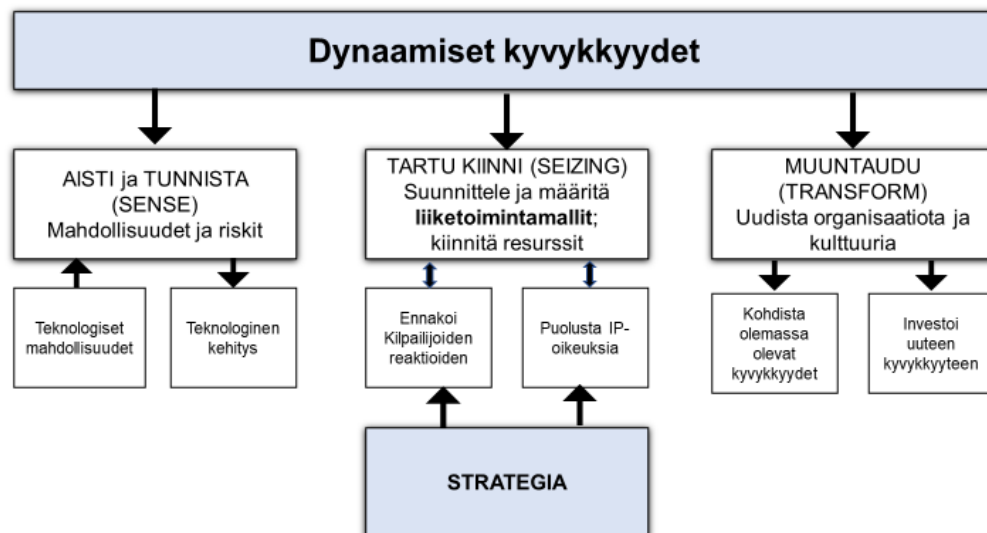 Dynaamiset kyvykkyydet
AISTI ja TUNNISTA
(SENSE)
Mahdollisuudet ja riskit
TARTU KIINNI (SEIZING)
Suunnittele ja määritä
liiketoimintamallit;
kiinnitä resurssit
MUUNTAUDU
(TRANSFORM)
Uudista organisaatiota ja
kulttuuria
Teknologiset
mahdollisuudet
Teknologinen
kehitys
Ennakoi
Kilpailijoiden
reaktioiden
Puolusta IP-
oikeuksia
Kohdista
olemassa
olevat
kyvykkyydet
Investoi
uuteen
kyvykkyyteen
STRATEGIA